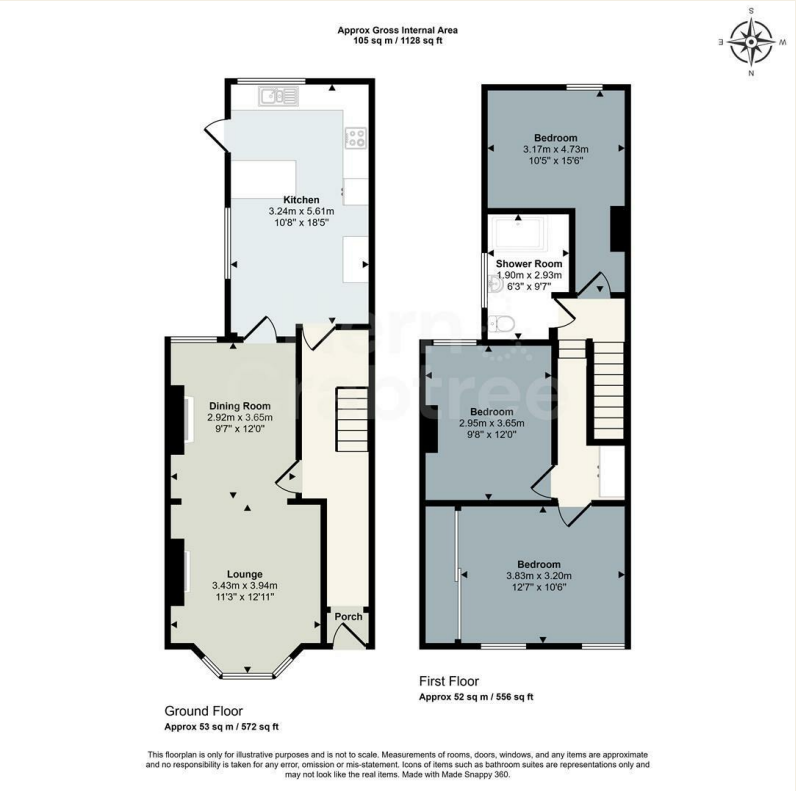 Approx Gross Internal Area
105 sq m / 1128 sq ft
S
E
W
N
Kitchen
3.24m x 5.61m
10'8" x 18'5"
Bedroom
3.17m x 4.73m
10'5" x 15'6"
Shower Room
1.90m x 2.93m
6'3" x 9'7"
Dining Room
2.92m x 3.65m
9'7" x 12'0"
Bedroom
2.95m x 3.65m
9'8" x 12'0"
Lounge
3.43m x 3.94m
11'3" x 12'11"
Bedroom
3.83m x 3.20m
12'7" x 10'6"
Porch
Ground Floor
Approx 53 sq m / 572 sq ft
First Floor
Approx 52 sq m / 556 sq ft
Crabtree
This floorplan is only for illustrative purposes and is not to scale. Measurements of rooms, doors, windows, and any items are approximate
and no responsibility is taken for any error, omission or mis-statement. Icons of items such as bathroom suites are representations only and
may not look like the real items. Made with Made Snappy 360.